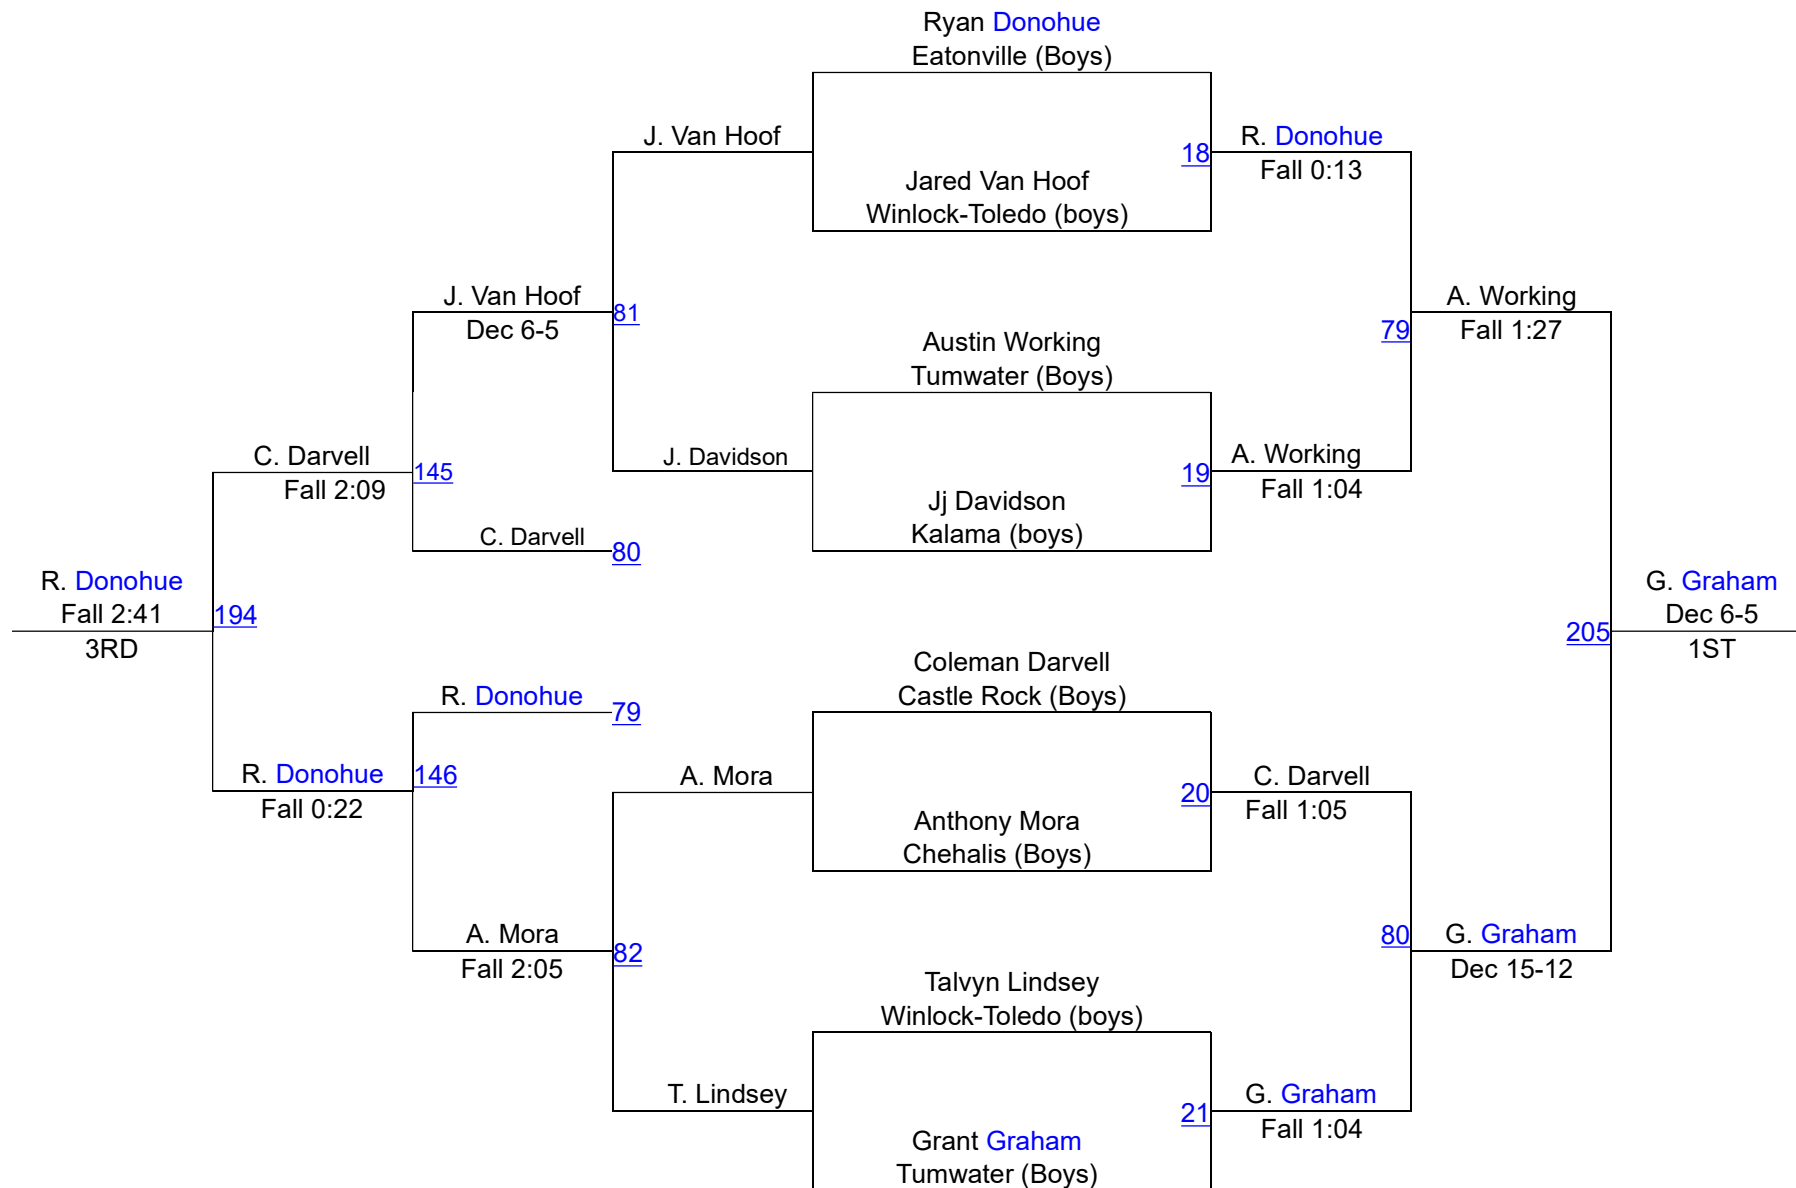 Ryan Donohue
Eatonville (Boys)
J. Van Hoof
18
R. Donohue
Fall 0:13
Jared Van Hoof
Winlock-Toledo (boys)
J. Van Hoof
Dec 6-5
81
Austin Working
Tumwater (Boys)
79
A. Working
Fall 1:27
C. Darvell
Fall 2:09
145
J. Davidson
19
A. Working
Fall 1:04
Jj Davidson
Kalama (boys)
C. Darvell
80
R. Donohue
Fall 2:41
3RD
194
205
G. Graham
Dec 6-5
1ST
Coleman Darvell
Castle Rock (Boys)
R. Donohue
79
R. Donohue
Fall 0:22
146
A. Mora
20
C. Darvell
Fall 1:05
Anthony Mora
Chehalis (Boys)
A. Mora
Fall 2:05
82
80
G. Graham
Dec 15-12
Talvyn Lindsey
Winlock-Toledo (boys)
T. Lindsey
21
G. Graham
Fall 1:04
Grant Graham
Tumwater (Boys)